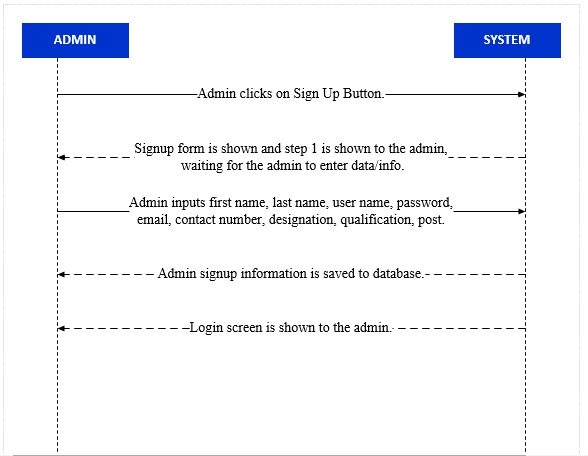 ADMIN
SYSTEM
Admin clicks on Sign Up Button.
Signup form is shown and step 1 is shown to the admin,
waiting for the admin to enter data/info.
Admin inputs first name, last name, user name, password,
email, contact number, designation, qualification, post.
Admin signup information is saved to database.
Login screen is shown to the admin.